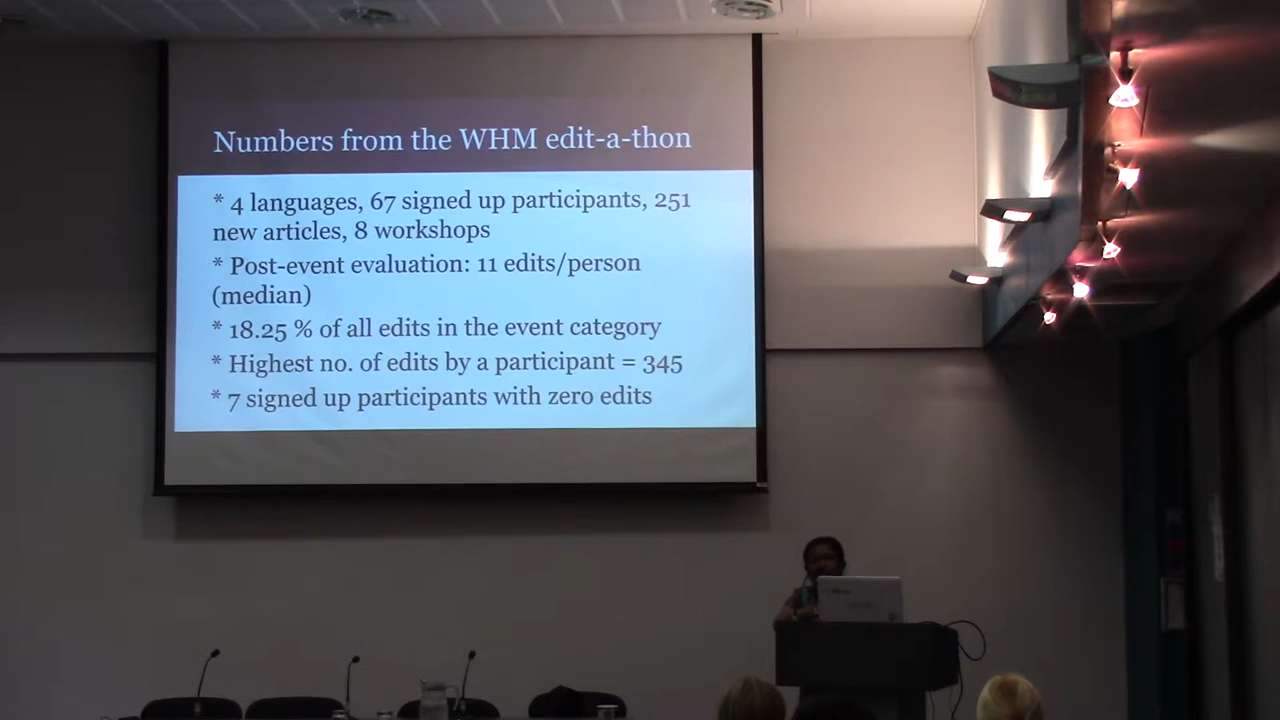 Numbers from the WHM edit-a-thon
* 4 languages, 67 signed up participants, 251
new articles, 8 workshops
* Post-event evaluation: 11 edits/person
(median)
* 18.25 % of all edits in the event category
* Highest no. of edits by a participant = 345
* 7 signed up participants with zero edits